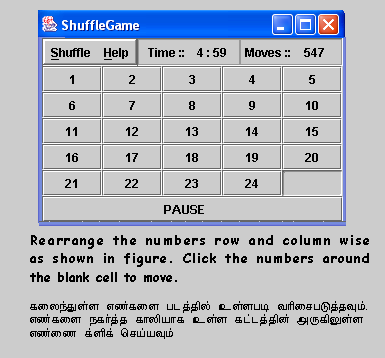 ShuffleGame
Shuffle Help Time :: 4 : 59 Moves :: 547
1 2 3 4 5
6 7 8 9 10
11 12 13 14 15
16 17 18 19 20
21 22 23 24
PAUSE
Rearrange the numbers row and column wise
as shown in figure. Click the numbers around
the blank cell to move.
கலைந்துள்ள எண்களை படத்தில் உள்ளபடி வரிசைபடுத்தவும்.
எண்களை நகர்த்த காலியாக உள்ள கட்டத்தின் அருகிலுள்ள
எண்ணை க்ளிக் செய்யவும்